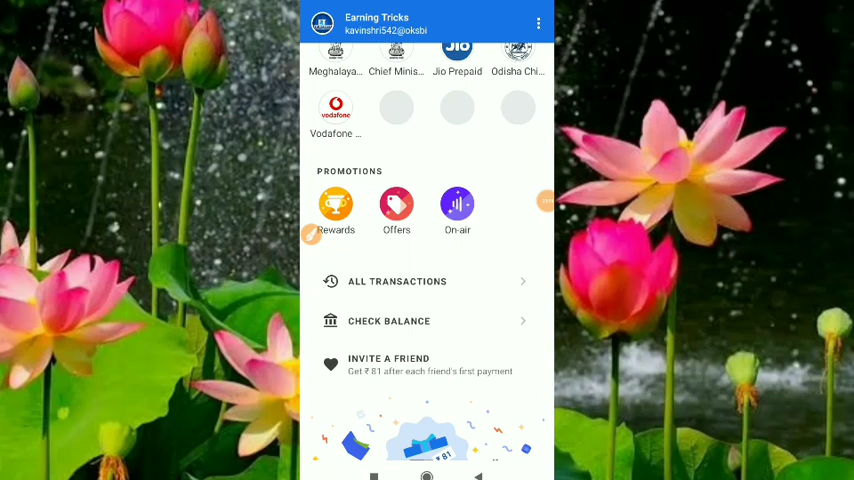 Earning Tricks
kavinshri542@oksbi
Jio
Meghalaya... Chief Minis... Jio Prepaid Odisha Chi...
vodafone
Vodafone ...
PROMOTIONS
Rewards Offers On-air
ALL TRANSACTIONS
CHECK BALANCE
INVITE A FRIEND
Get ₹ 81 after each friend's first payment
₹ 81